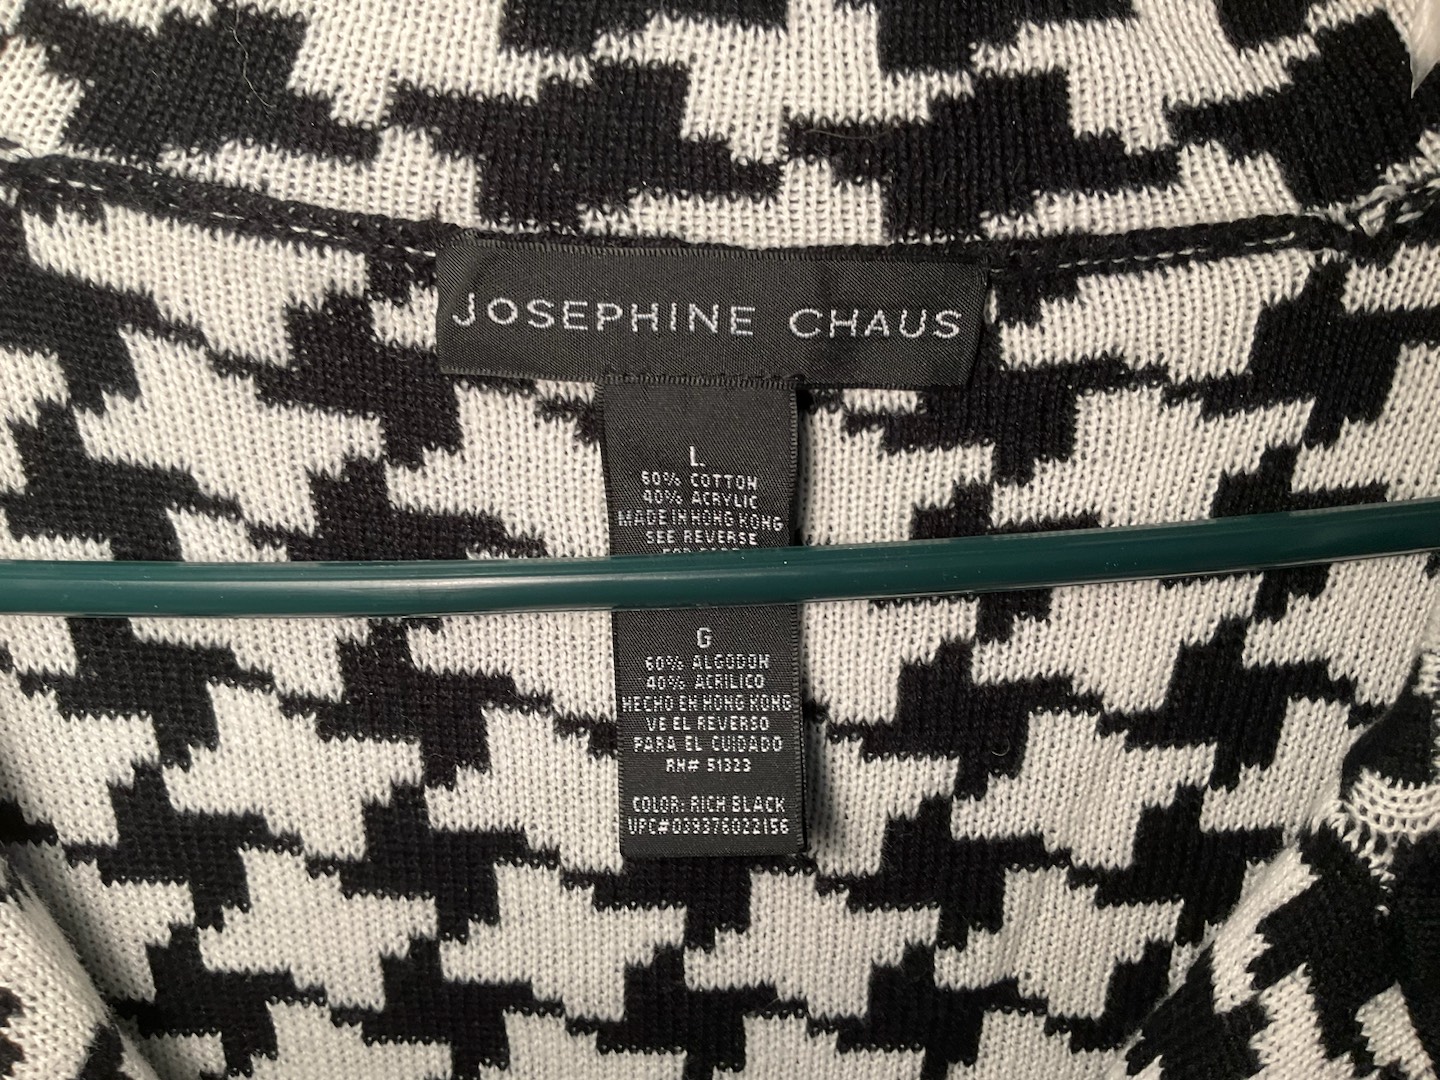 JOSEPHINE CHAUS
L
60% COTTON
40% ACRYLIC
MADE IN HONG KONG
SEE REVERSE
G
60% ALGODON
40% ACRILICO
HECHO EN HONG KONG
VE EL REVERSO
PARA EL CUIDADO
RN# 51323
COLOR: RICH BLACK
UPC#039376022156